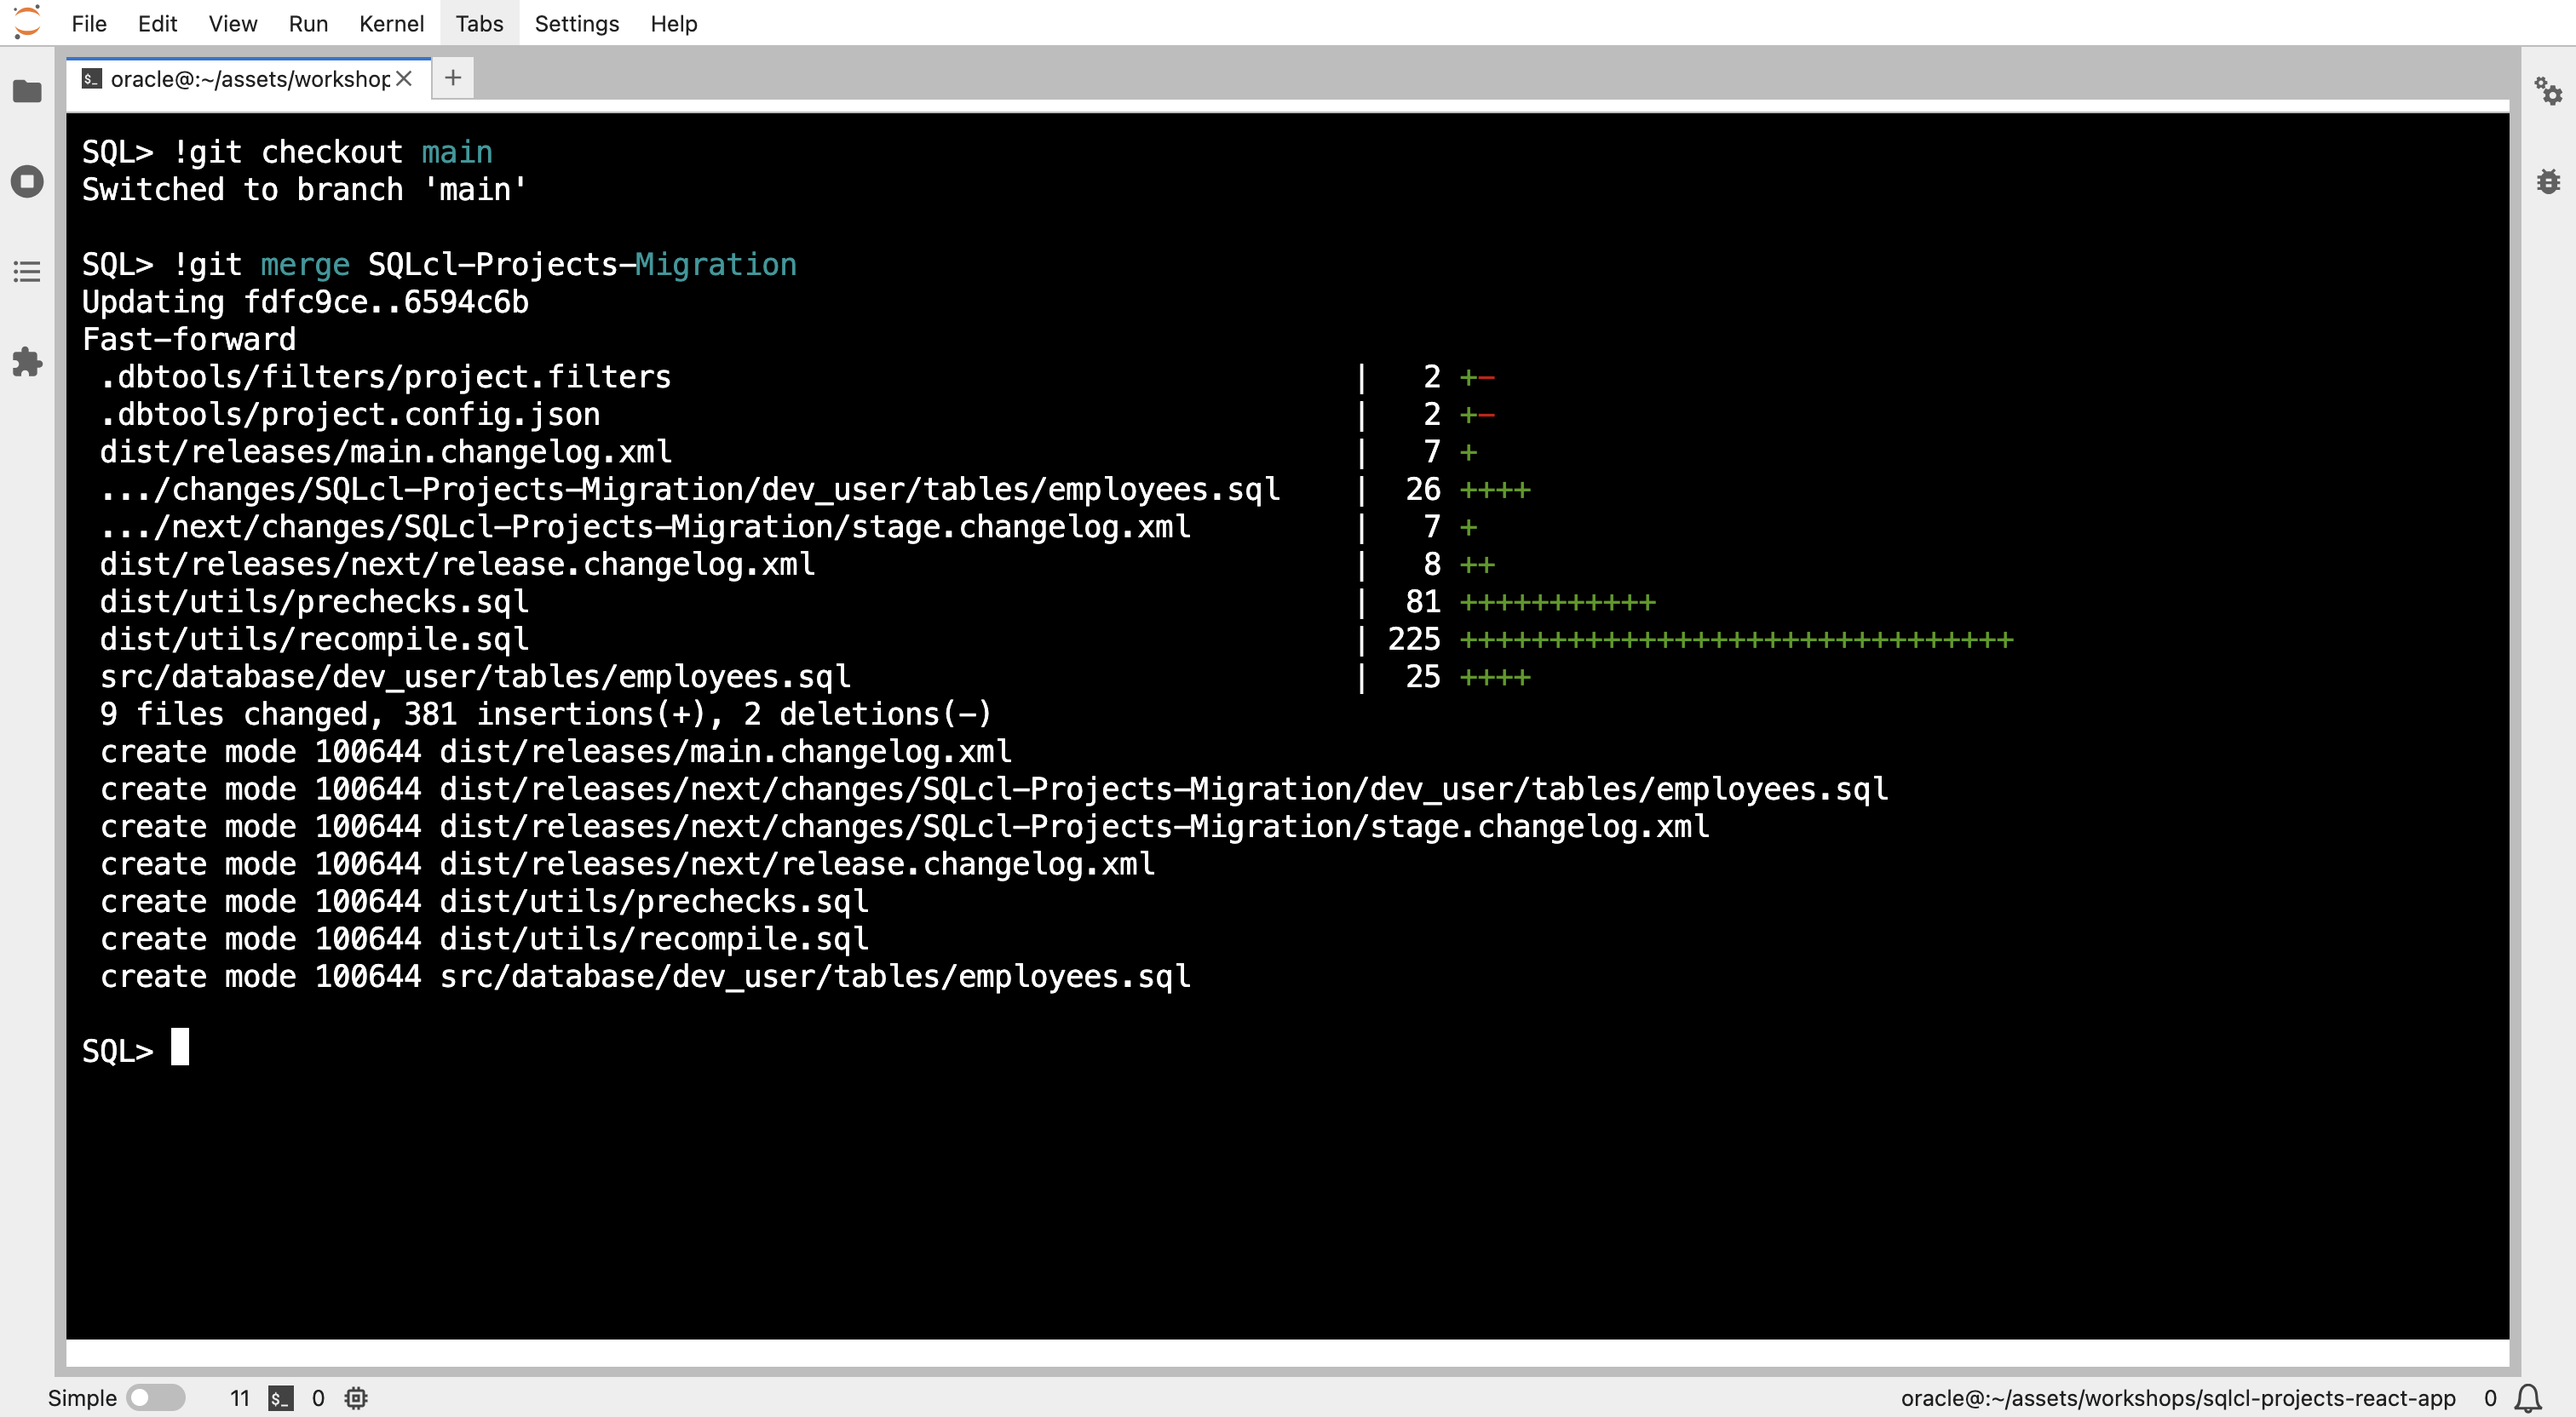 File Edit View Run Kernel Tabs Settings Help
oracle@:~/assets/workshop
SQL> !git checkout main
Switched to branch 'main'
SQL> !git merge SQLcl-Projects-Migration
Updating fdfc9ce..6594c6b
Fast-forward
.dbtools/filters/project.filters | 2 +-
.dbtools/project.config.json | 2 +-
dist/releases/main.changelog.xml | 7 +
.../changes/SQLcl-Projects-Migration/dev_user/tables/employees.sql | 26 ++++
.../next/changes/SQLcl-Projects-Migration/stage.changelog.xml | 7 +
dist/releases/next/release.changelog.xml | 8 ++
dist/utils/prechecks.sql | 81 +++++++++++
dist/utils/recompile.sql | 225 +++++++++++++++++++++++++++++++
src/database/dev_user/tables/employees.sql | 25 ++++
9 files changed, 381 insertions(+), 2 deletions(-)
create mode 100644 dist/releases/main.changelog.xml
create mode 100644 dist/releases/next/changes/SQLcl-Projects-Migration/dev_user/tables/employees.sql
create mode 100644 dist/releases/next/changes/SQLcl-Projects-Migration/stage.changelog.xml
create mode 100644 dist/releases/next/release.changelog.xml
create mode 100644 dist/utils/prechecks.sql
create mode 100644 dist/utils/recompile.sql
create mode 100644 src/database/dev_user/tables/employees.sql
SQL>
Simple 11 $_ 0 oracle@:~/assets/workshops/sqlcl-projects-react-app 0